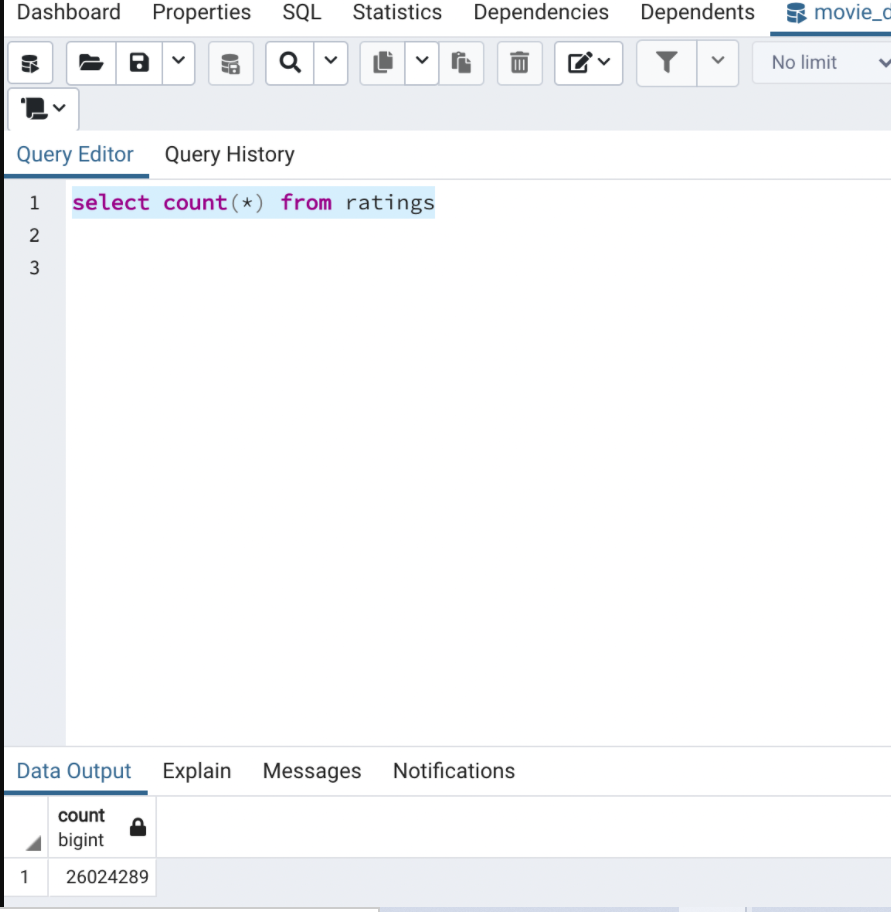 Dashboard Properties SQL Statistics Dependencies Dependents movie_d
No limit
Query Editor Query History
1 select count(*) from ratings
2
3
Data Output Explain Messages Notifications
count
bigint
1 26024289